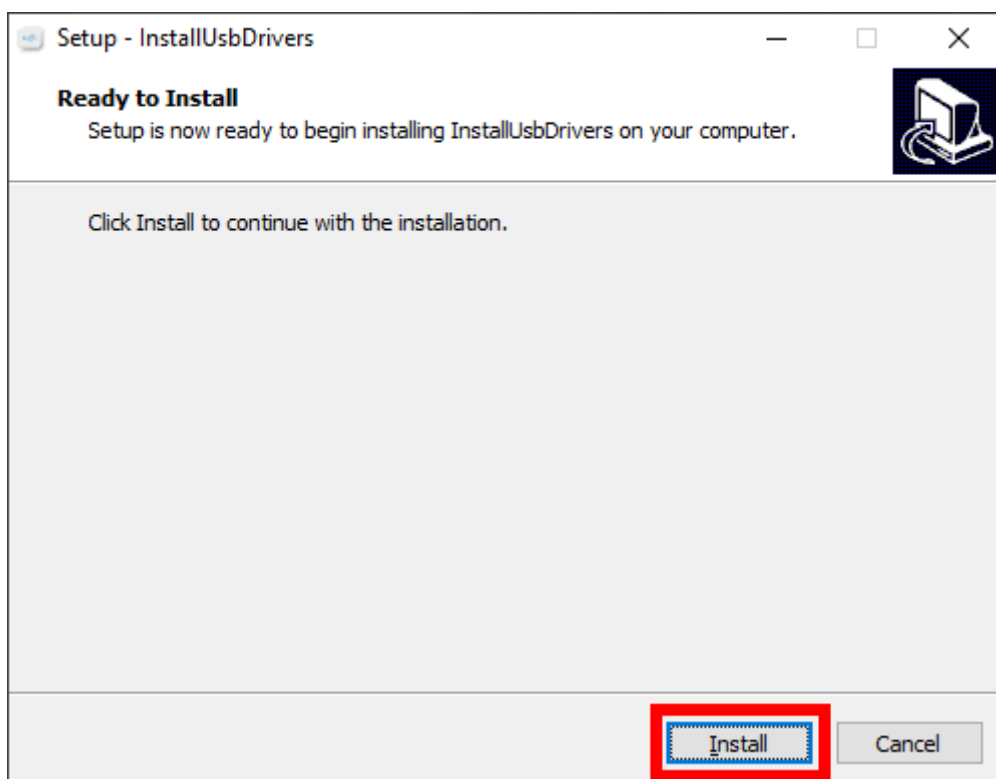 Setup - InstallUsbDrivers
Ready to Install
Setup is now ready to begin installing InstallUsbDrivers on your computer.
Click Install to continue with the installation.
Install
Cancel